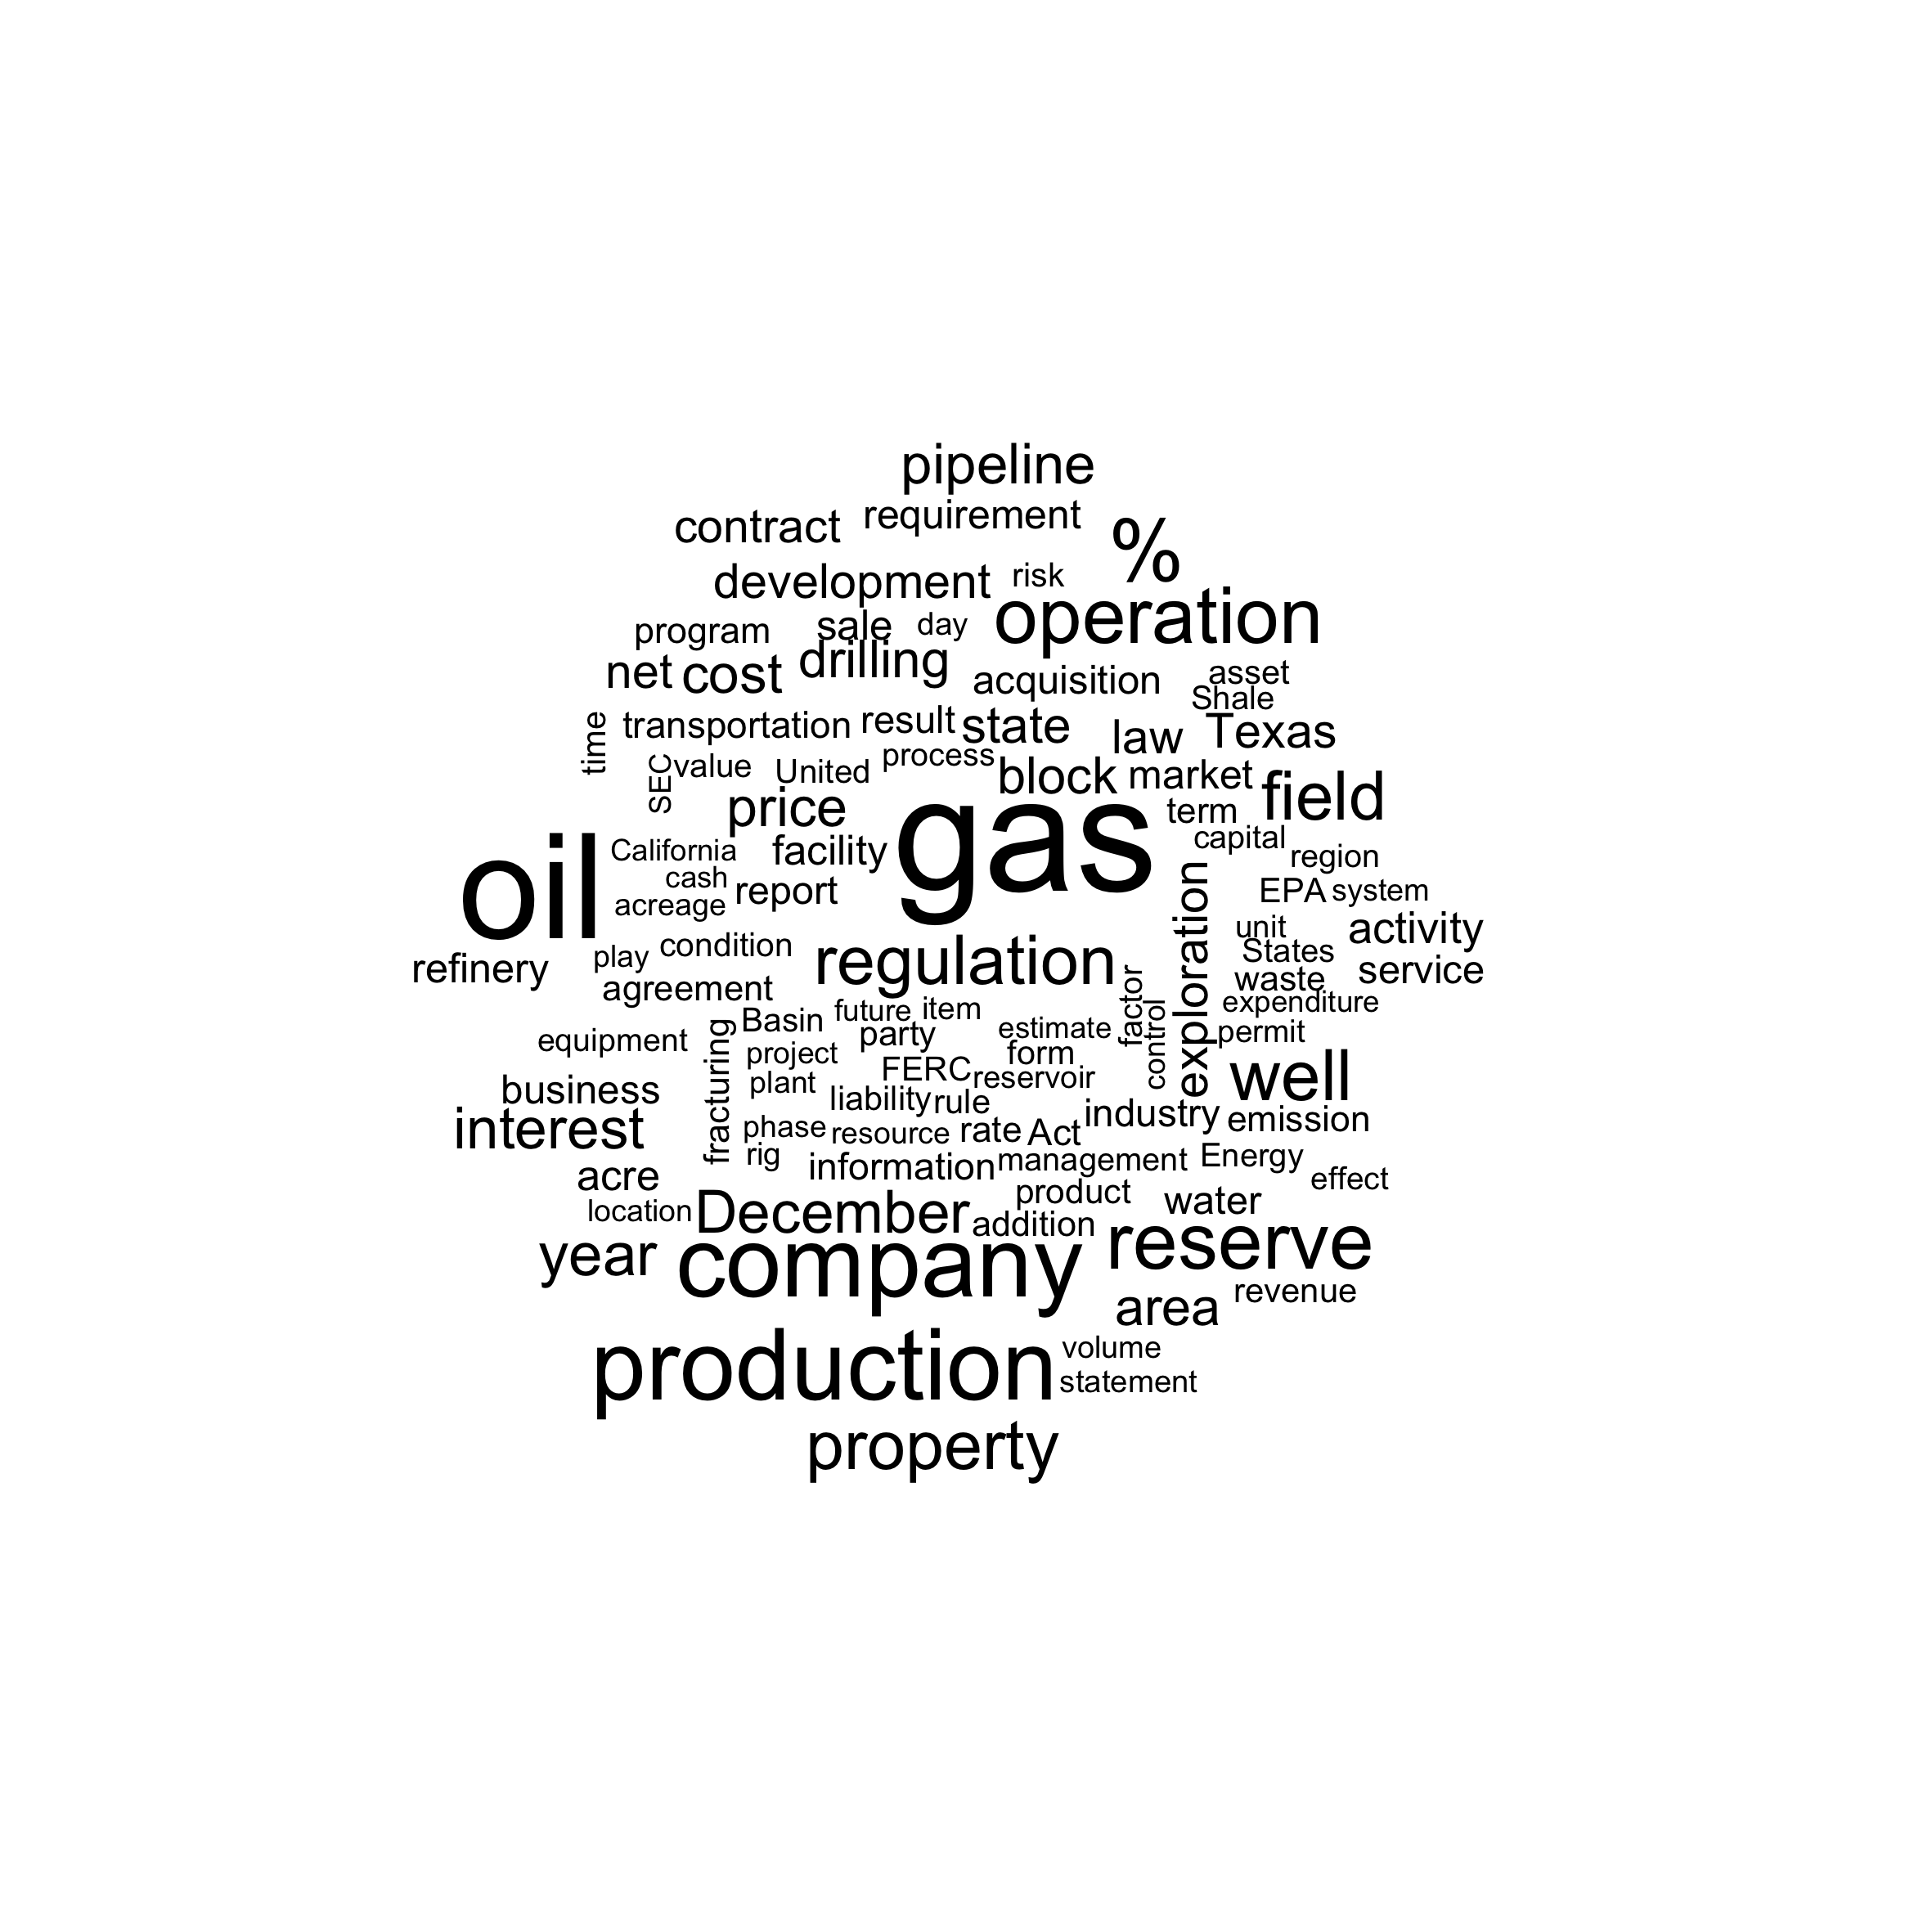 pipeline
contract requirement %
development risk
program sale day operation
net cost drilling acquisition asset
Shale
time transportation result state law Texas
SEC value United process block market field
price gas term
oil California facility capital
region
cash report exploration EPA system
acreage
unit activity
refinery play condition regulation States service
waste
agreement factor expenditure
equipment fracturing Basin future item estimate control permit
party
project form
business plant FERC reservoir well
liability rule
interest phase resource rate Act industry emission
rig information management Energy
acre product water effect
location December addition
year company reserve
area revenue
production volume
statement
property